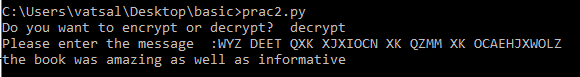 C:\Users\vatsal\Desktop\basic>prac2.py
Do you want to encrypt or decrypt?  decrypt
Please enter the message  :WYZ DEET QXK XJXIOCN XK QZMM XK OCAEHJXWOLZ
the book was amazing as well as informative